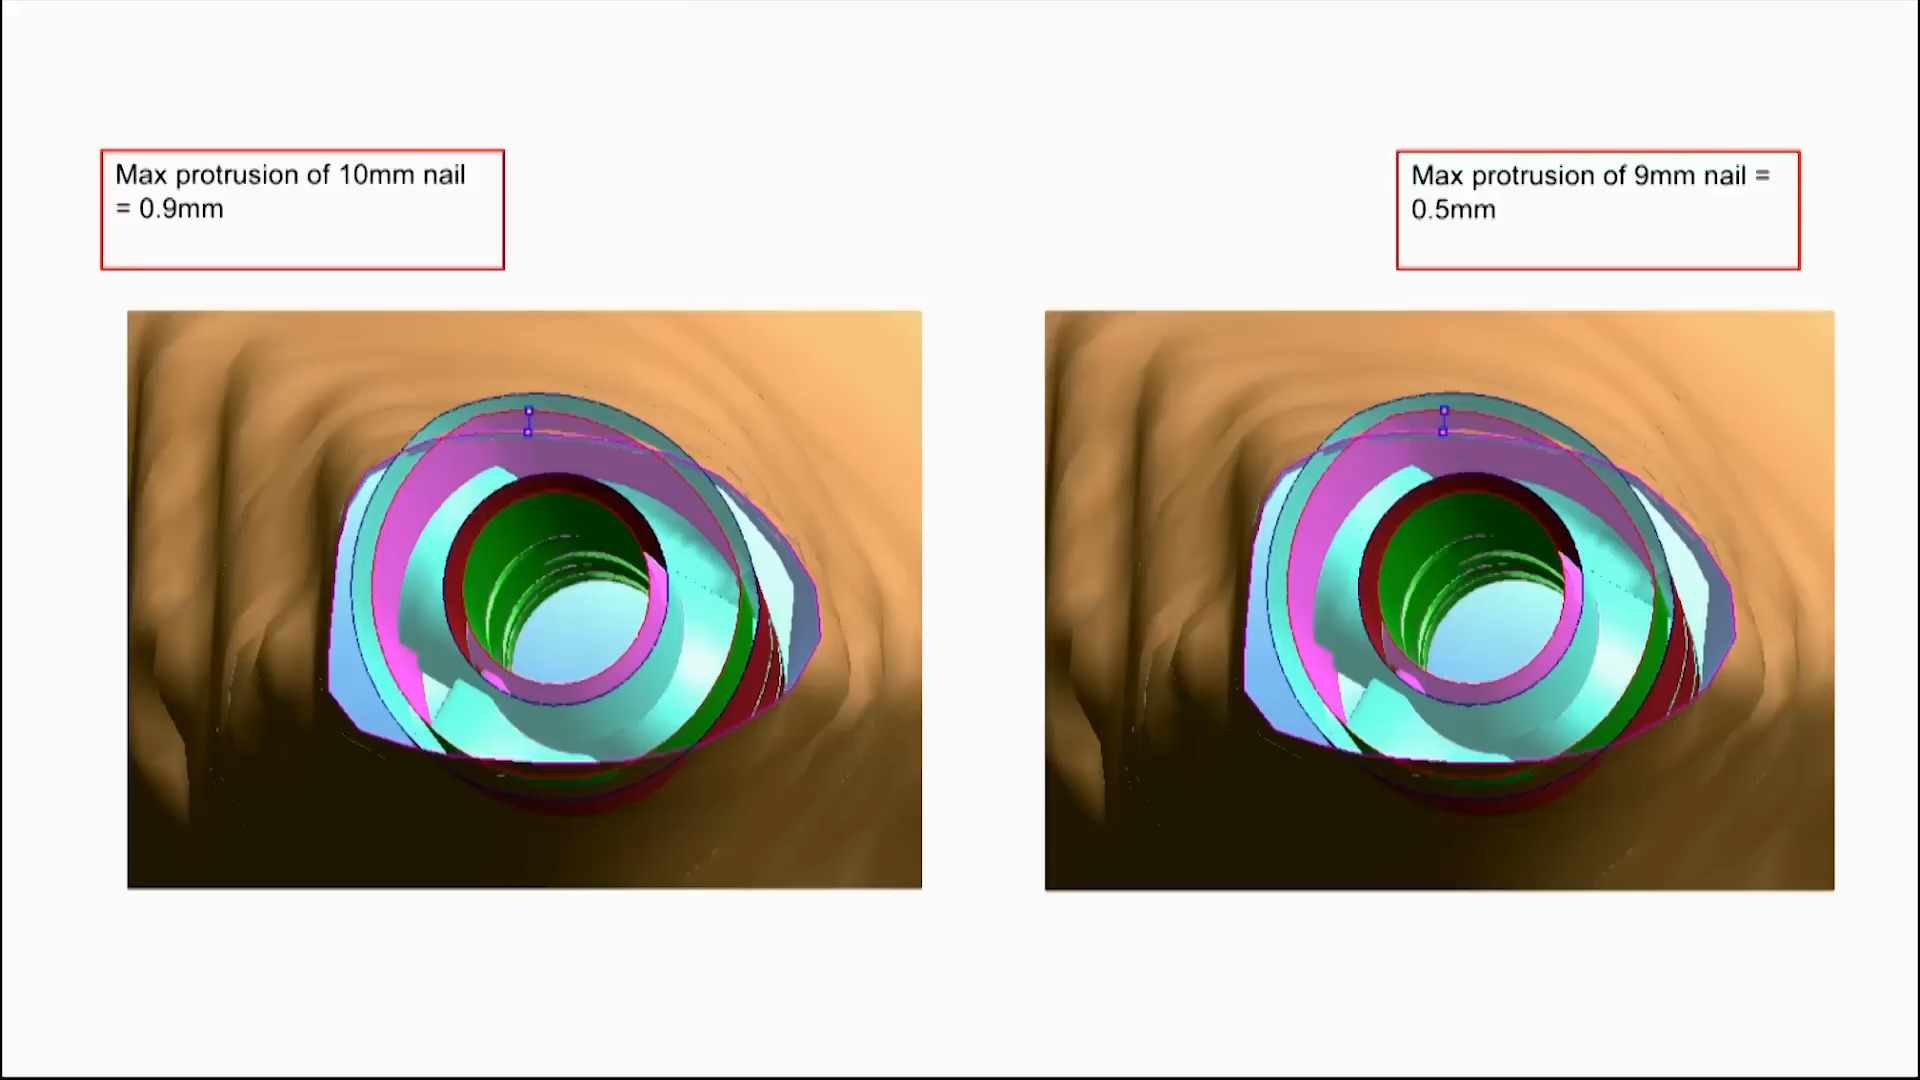 Max protrusion of 10mm nail
= 0.9mm
Max protrusion of 9mm nail =
0.5mm